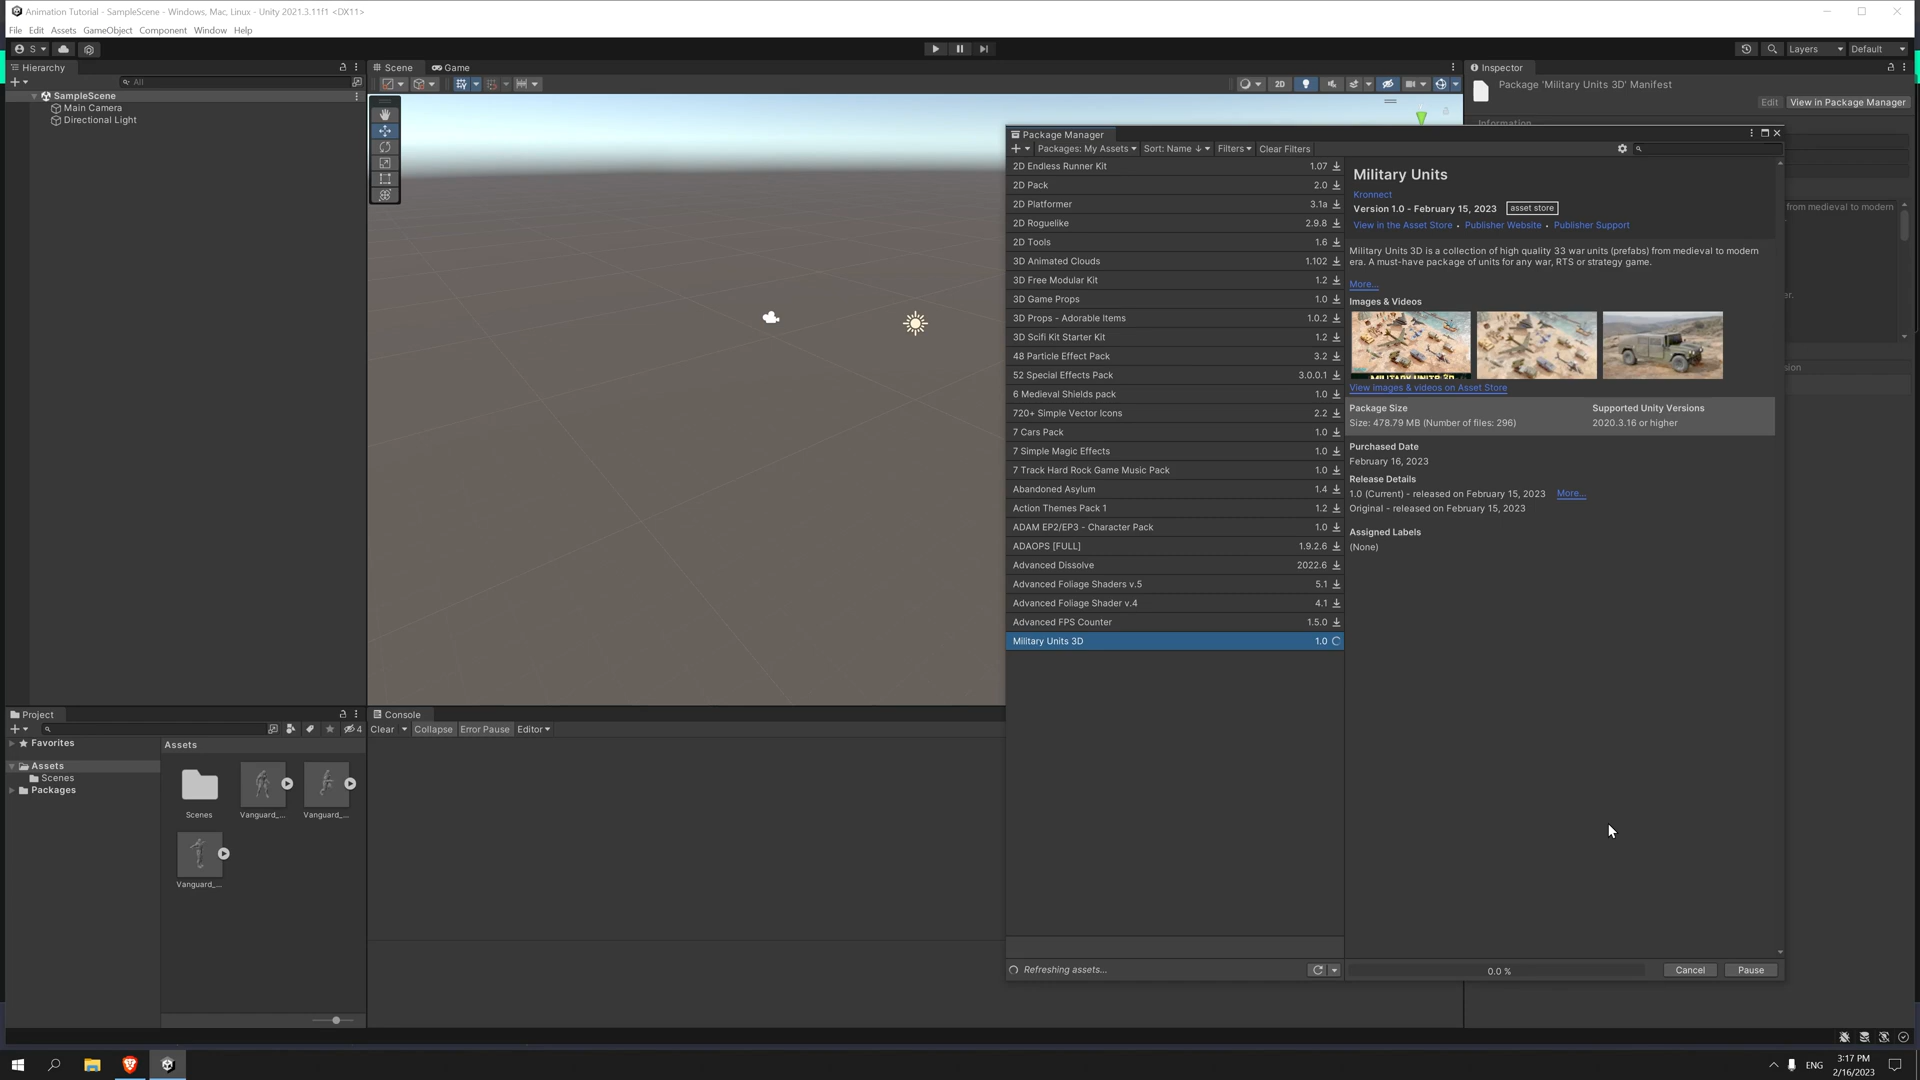 Animation Tutorial - SampleScene - Windows, Mac, Linux - Unity 2021.3.11f1 <DX11>
File Edit Assets GameObject Component Window Help
S Layers Default
Hierarchy
All
SampleScene
Main Camera
Directional Light
Scene Game
2D
Inspector
Package 'Military Units 3D' Manifest
Edit View in Package Manager
Information
from medieval to modern
Package Manager
Packages: My Assets Sort: Name ↓ Filters Clear Filters
2D Endless Runner Kit 1.07
2D Pack 2.0
2D Platformer 3.1a
2D Roguelike 2.9.8
2D Tools 1.6
3D Animated Clouds 1.102
3D Free Modular Kit 1.2
3D Game Props 1.0
3D Props - Adorable Items 1.0.2
3D Scifi Kit Starter Kit 1.2
48 Particle Effect Pack 3.2
52 Special Effects Pack 3.0.0.1
6 Medieval Shields pack 1.0
720+ Simple Vector Icons 2.2
7 Cars Pack 1.0
7 Simple Magic Effects 1.0
7 Track Hard Rock Game Music Pack 1.0
Abandoned Asylum 1.4
Action Themes Pack 1 1.2
ADAM EP2/EP3 - Character Pack 1.0
ADAOPS [FULL] 1.9.2.6
Advanced Dissolve 2022.6
Advanced Foliage Shaders v.5 5.1
Advanced Foliage Shader v.4 4.1
Advanced FPS Counter 1.5.0
Military Units 3D 1.0
Refreshing assets...
Military Units
Kronnect
Version 1.0 - February 15, 2023 asset store
View in the Asset Store • Publisher Website • Publisher Support
Military Units 3D is a collection of high quality 33 war units (prefabs) from medieval to modern
era. A must-have package of units for any war, RTS or strategy game.
More...
Images & Videos
MILITARY UNITS 3D
View images & videos on Asset Store
Package Size Supported Unity Versions
Size: 478.79 MB (Number of files: 296) 2020.3.16 or higher
Purchased Date
February 16, 2023
Release Details
1.0 (Current) - released on February 15, 2023 More...
Original - released on February 15, 2023
Assigned Labels
(None)
0.0 % Cancel Pause
Project
4
Favorites
Assets
Scenes
Packages
Assets
Scenes Vanguard_... Vanguard_...
Vanguard_...
Console
Clear Collapse Error Pause Editor
ENG
3:17 PM
2/16/2023